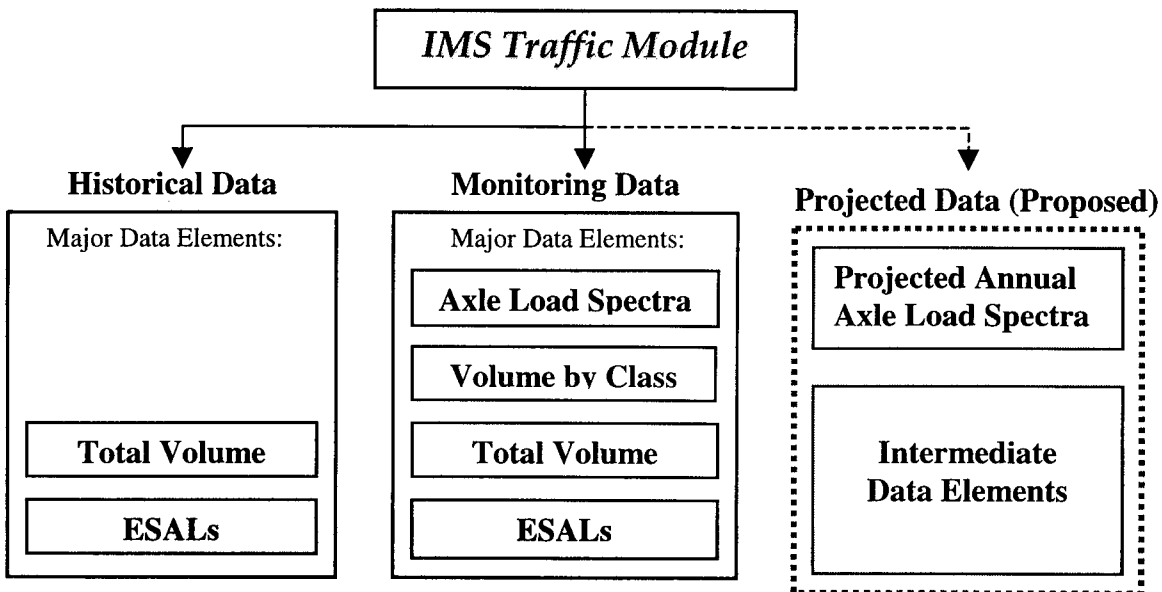 IMS Traffic Module
Historical Data
Major Data Elements:
Total Volume
ESALs
Monitoring Data
Major Data Elements:
Axle Load Spectra
Volume by Class
Total Volume
ESALs
Projected Data (Proposed)
Projected Annual
Axle Load Spectra
Intermediate
Data Elements